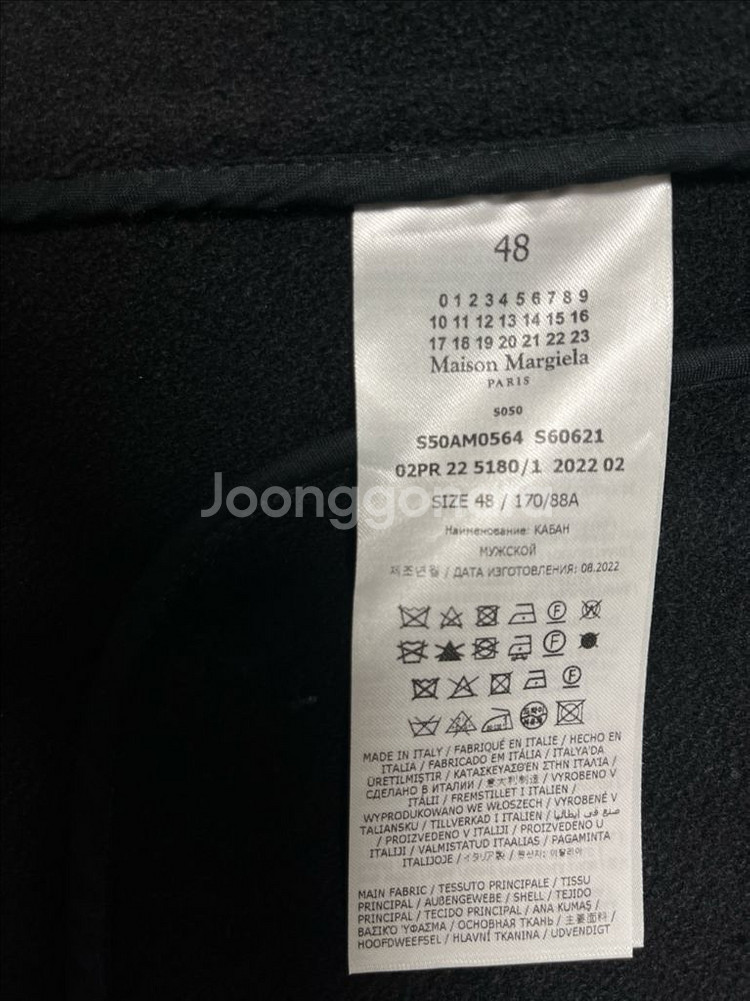 48
0 1 2 3 4 5 6 7 8 9
10 11 12 13 14 15 16
17 18 19 20 21 22 23
Maison Margiela
PARIS
S050
S50AM0564 S60621
02PR 22 5180/1 2022 02
SIZE 48 / 170/88A
Joonggo
Наименование: КАБАН
МУЖСКОЙ
제조년월 / ДАТА ИЗГОТОВЛЕНИЯ: 08.2022
MADE IN ITALY / FABRIQUÉ EN ITALIE / HECHO EN
ITALIA / FABRICADO EM ITÁLIA / ITALYA'DA
ÜRETILMIŞTIR / ΚΑΤΑΣΚΕΥΑΣΘΈΝ ΣΤΗΝ ΙΤΑΛΊΑ /
СДЕЛАНО В ИТАЛИИ / 意大利制造 / VYROBENO V
ITÁLII / FREMSTILLET I ITALIEN /
WYPRODUKOWANO WE WŁOSZECH / VYROBENÉ V
TALIANSKU / TILLVERKAD I ITALIEN / صنع في ايطاليا
/ PROIZVEDENO V ITALIJI / PROIZVEDENO U
ITALIJI / VALMISTATUD ITAALIAS / PAGAMINTA
ITALIJOJE / イタリア製 / 원산지: 이탈리아
MAIN FABRIC / TESSUTO PRINCIPALE / TISSU
PRINCIPAL / AUßENGEWEBE / SHELL / TEJIDO
PRINCIPAL / TECIDO PRINCIPAL / ANA KUMAŞ /
ΒΑΣΙΚΌ ΎΦΑΣΜΑ / ОСНОВНАЯ ТКАНЬ / 主要面料 /
HOOFDWEEFSEL / HLAVNÍ TKANINA / UDVENDIGT